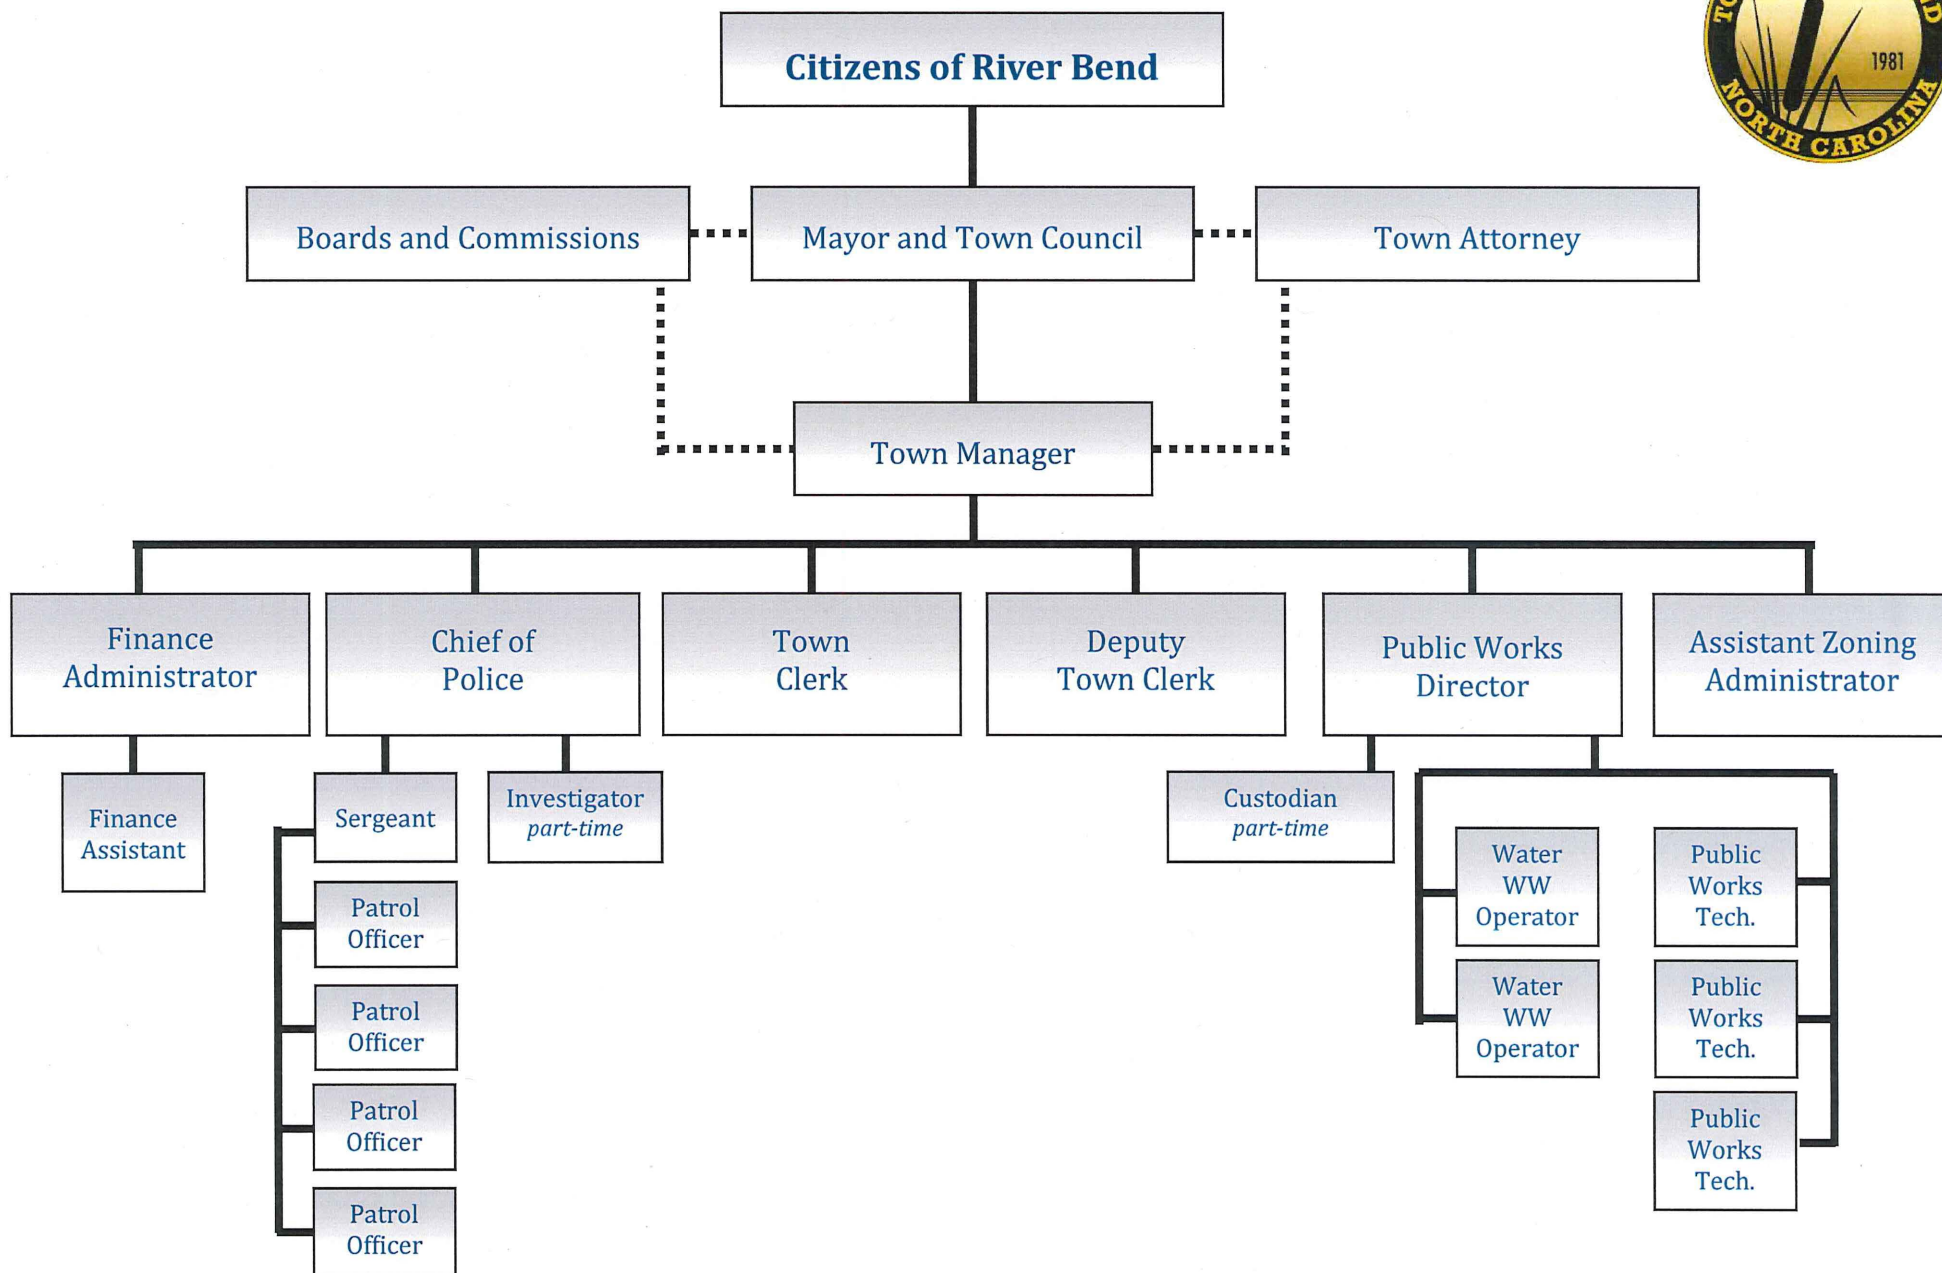 Citizens of River Bend
1981
NORTH CAROLINA
Boards and Commissions
Mayor and Town Council
Town Attorney
Town Manager
Finance
Administrator
Chief of
Police
Town
Clerk
Deputy
Town Clerk
Public Works
Director
Assistant Zoning
Administrator
Finance
Assistant
Sergeant
Investigator
part-time
Custodian
part-time
Water
WW
Operator
Public
Works
Tech.
Patrol
Officer
Water
WW
Operator
Public
Works
Tech.
Patrol
Officer
Patrol
Officer
Public
Works
Tech.
Patrol
Officer